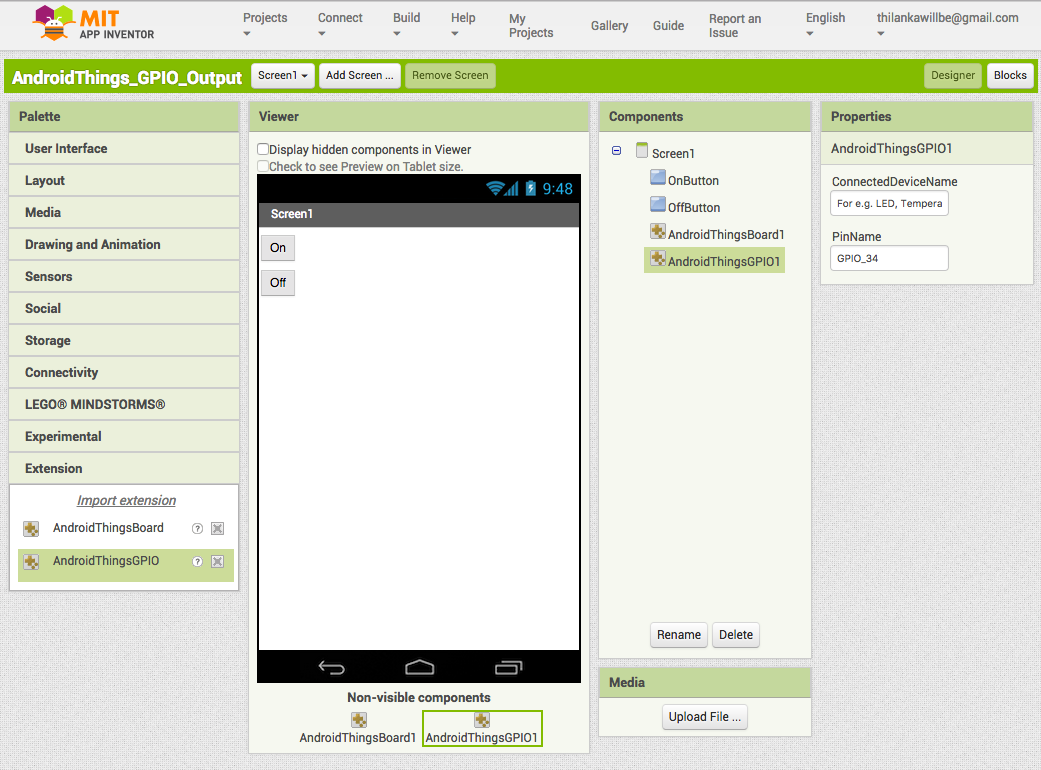 MIT
APP INVENTOR
Projects
Connect
Build
Help
My
Projects
Gallery
Guide
Report an
Issue
English
thilankawillbe@gmail.com
AndroidThings_GPIO_Output
Screen1
Add Screen ...
Remove Screen
Designer
Blocks
Palette
User Interface
Layout
Media
Drawing and Animation
Sensors
Social
Storage
Connectivity
LEGO® MINDSTORMS®
Experimental
Extension
Import extension
AndroidThingsBoard
?
AndroidThingsGPIO
?
Viewer
Display hidden components in Viewer
Check to see Preview on Tablet size.
9:48
Screen1
On
Off
Non-visible components
AndroidThingsBoard1
AndroidThingsGPIO1
Components
Screen1
OnButton
OffButton
AndroidThingsBoard1
AndroidThingsGPIO1
Rename
Delete
Media
Upload File ...
Properties
AndroidThingsGPIO1
ConnectedDeviceName
For e.g. LED, Tempera
PinName
GPIO_34